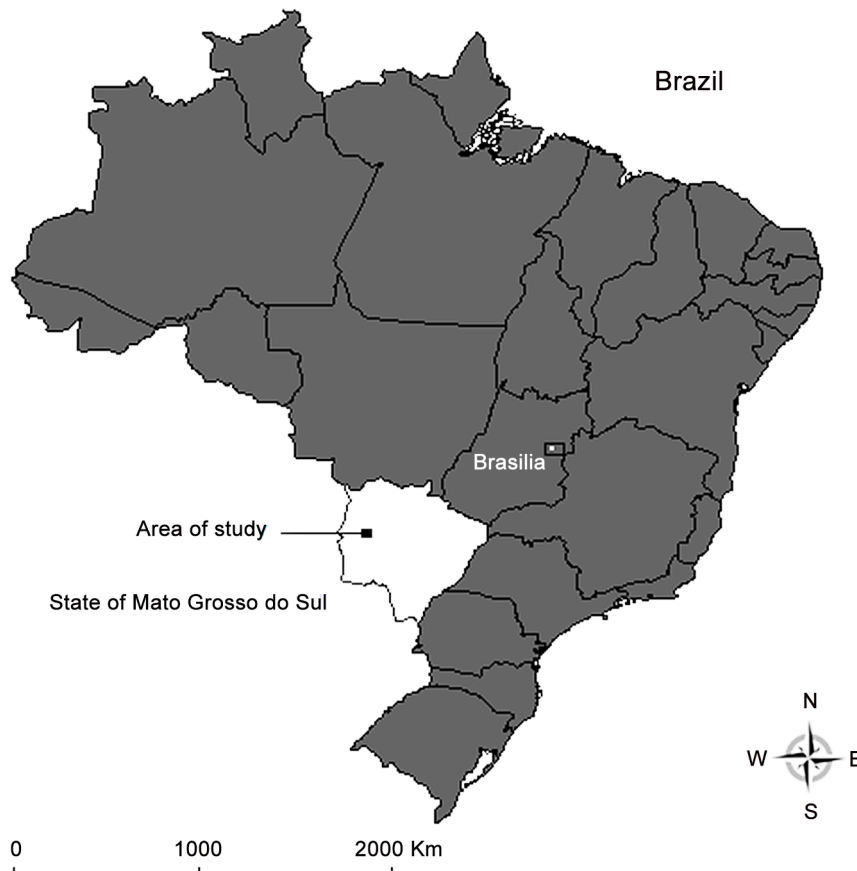 Brazil
Brasilia
Area of study
State of Mato Grosso do Sul
N
W E
S
0 1000 2000 Km